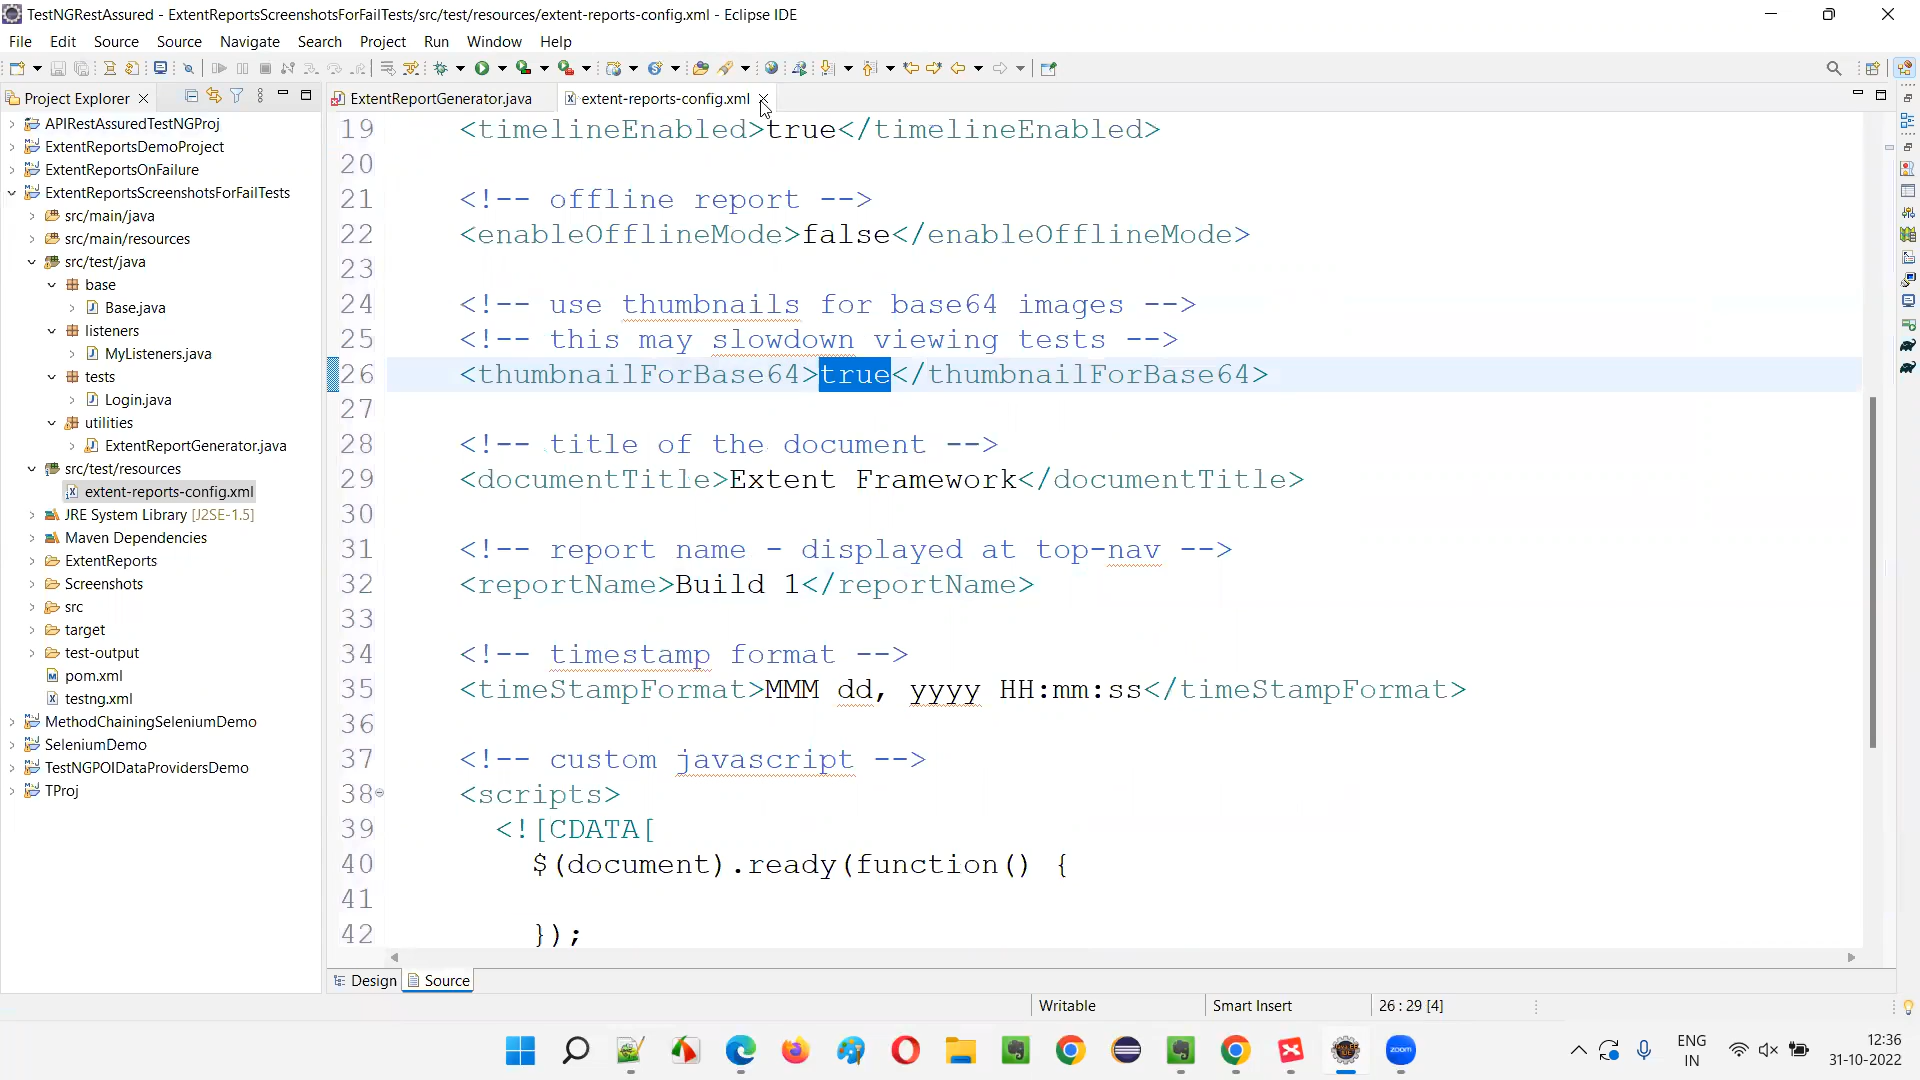 TestNGRestAssured - ExtentReportsScreenshotsForFailTests/src/test/resources/extent-reports-config.xml - Eclipse IDE
File Edit Source Source Navigate Search Project Run Window Help
Project Explorer
ExtentReportGenerator.java
extent-reports-config.xml
APIRestAssuredTestNGProj
ExtentReportsDemoProject
ExtentReportsOnFailure
ExtentReportsScreenshotsForFailTests
src/main/java
src/main/resources
src/test/java
base
Base.java
listeners
MyListeners.java
tests
Login.java
utilities
ExtentReportGenerator.java
src/test/resources
extent-reports-config.xml
JRE System Library [J2SE-1.5]
Maven Dependencies
ExtentReports
Screenshots
src
target
test-output
pom.xml
testng.xml
MethodChainingSeleniumDemo
SeleniumDemo
TestNGPOIDataProvidersDemo
TProj
19 <timelineEnabled>true</timelineEnabled>
20
21 <!-- offline report -->
22 <enableOfflineMode>false</enableOfflineMode>
23
24 <!-- use thumbnails for base64 images -->
25 <!-- this may slowdown viewing tests -->
26 <thumbnailForBase64>true</thumbnailForBase64>
27
28 <!-- title of the document -->
29 <documentTitle>Extent Framework</documentTitle>
30
31 <!-- report name - displayed at top-nav -->
32 <reportName>Build 1</reportName>
33
34 <!-- timestamp format -->
35 <timeStampFormat>MMM dd, yyyy HH:mm:ss</timeStampFormat>
36
37 <!-- custom javascript -->
38 <scripts>
39 <![CDATA[
40 $(document).ready(function() {
41
42 });
Design Source
Writable Smart Insert 26 : 29 [4]
zoom
ENG
IN
12:36
31-10-2022